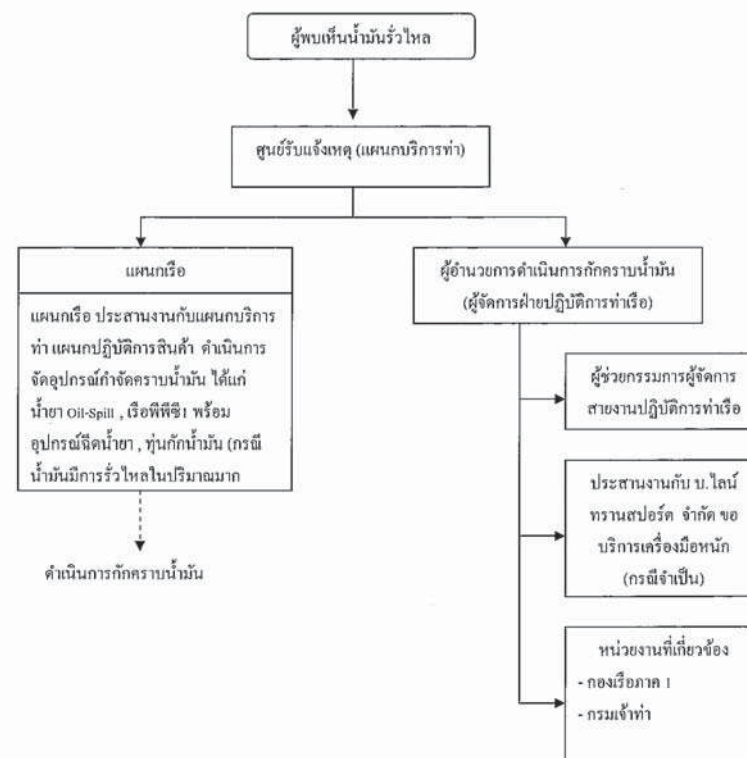 ผู้พบเห็นน้ำมันรั่วไหล
ศูนย์รับแจ้งเหตุ (แผนกบริการท่า)
แผนกเรือ
แผนกเรือ ประสานงานกับแผนกบริการ
ท่า แผนกปฏิบัติการสินค้า ดำเนินการ
จัดอุปกรณ์กำจัดคราบน้ำมัน ได้แก่
น้ำยา Oil-Spill , เรือพีพีซี1 พร้อม
อุปกรณ์ฉีดน้ำยา , ทุ่นกักน้ำมัน (กรณี
น้ำมันมีการรั่วไหลในปริมาณมาก
ดำเนินการกักคราบน้ำมัน
ผู้อำนวยการดำเนินการกักคราบน้ำมัน
(ผู้จัดการฝ่ายปฏิบัติการท่าเรือ)
ผู้ช่วยกรรมการผู้จัดการ
สายงานปฏิบัติการท่าเรือ
ประสานงานกับ บ.ไลน์
ทรานสปอร์ต จำกัด ขอ
บริการเครื่องมือหนัก
(กรณีจำเป็น)
หน่วยงานที่เกี่ยวข้อง
- กองเรือภาค 1
- กรมเจ้าท่า